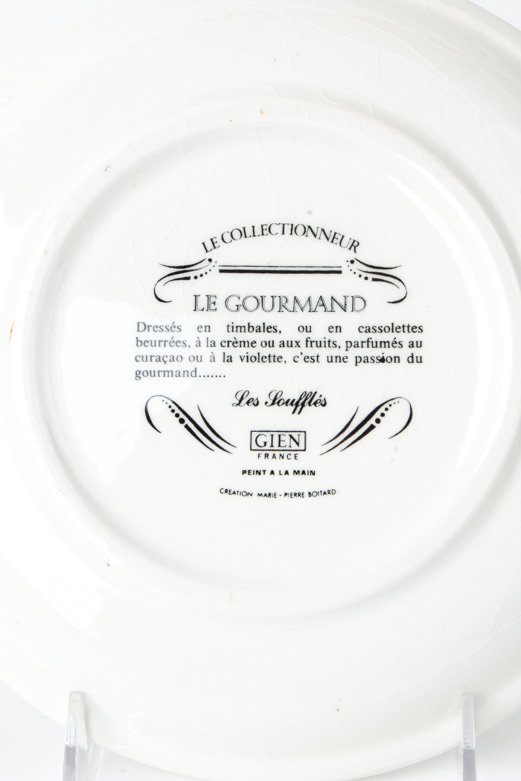 LE COLLECTIONNEUR
LE GOURMAND
Dressés en timbales, ou en cassolettes
beurrées, à la crème ou aux fruits, parfumés au
curaçao ou à la violette, c'est une passion du
gourmand.......
Les Soufflés
GIEN
FRANCE
PEINT A LA MAIN
CREATION MARIE - PIERRE BOITARD